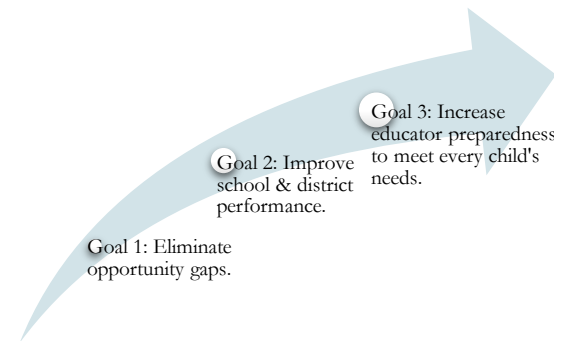 Goal 1: Eliminate
opportunity gaps.
Goal 2: Improve
school & district
performance.
Goal 3: Increase
educator preparedness
to meet every child's
needs.